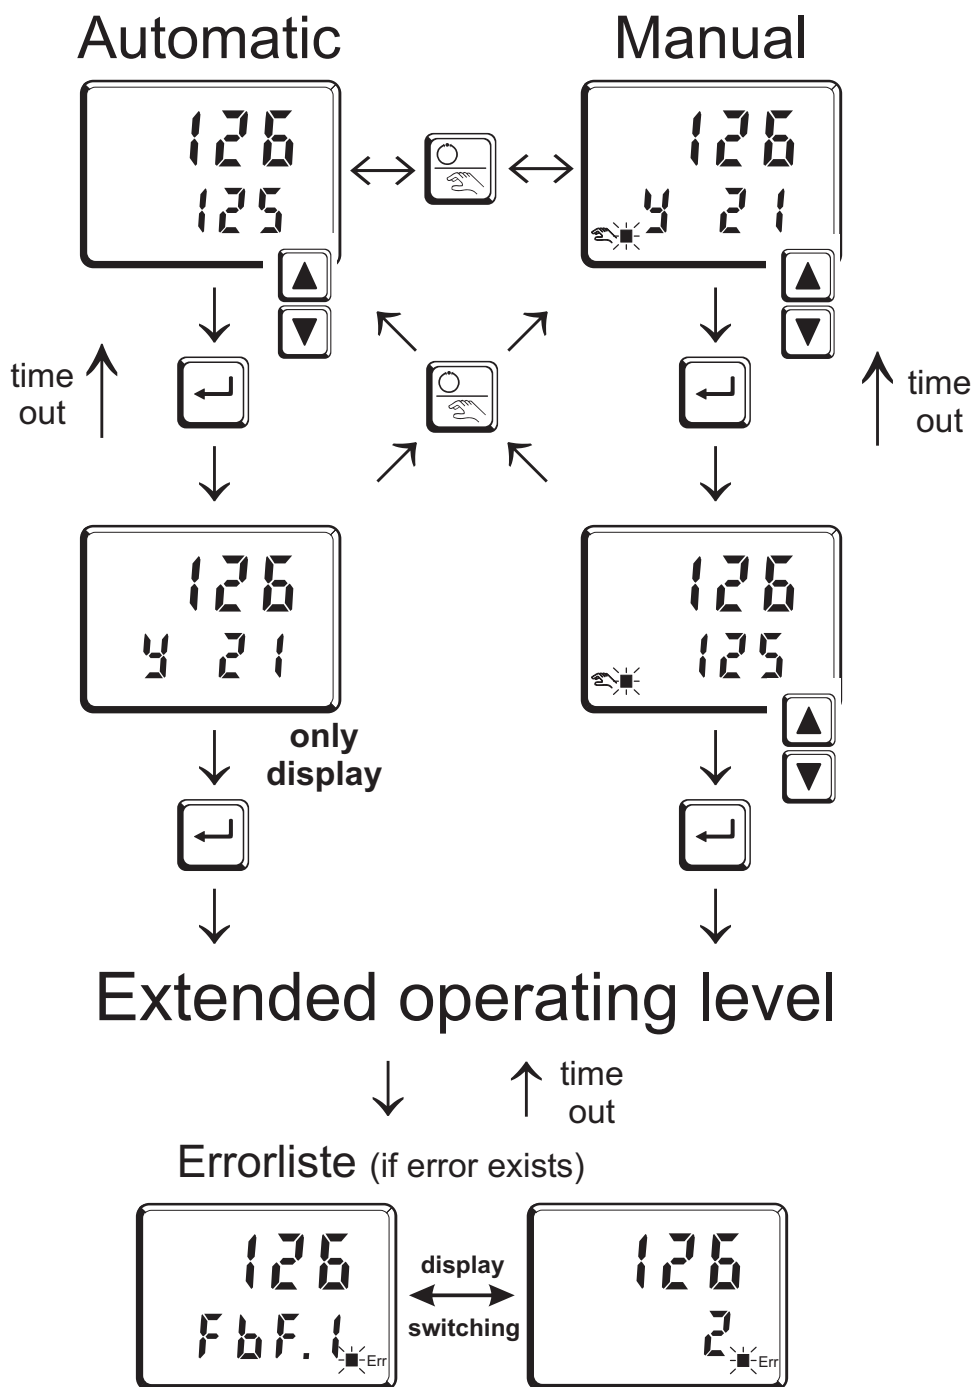 Automatic Manual
126 126
125 Y 21
time out time out
126 126
Y 21 125
only
display
Extended operating level
time
out
Errorliste (if error exists)
126 display 126
FbF.1 switching 2
Err Err